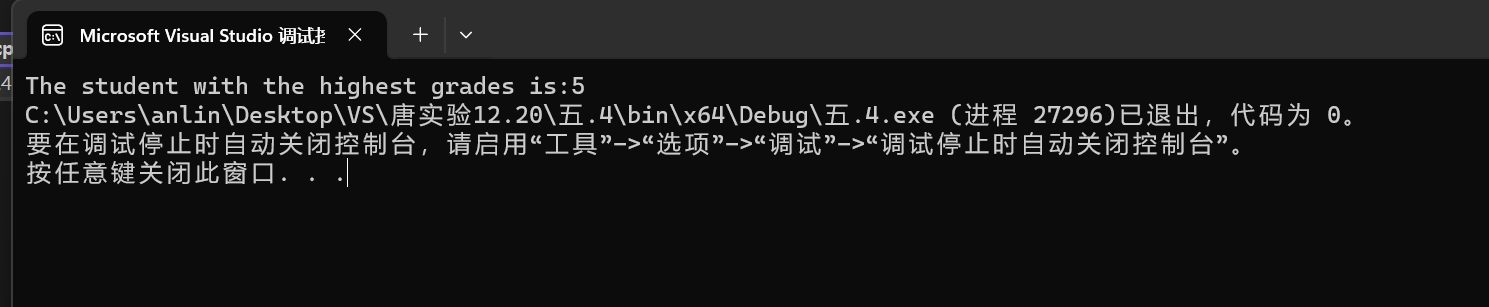 cp
Microsoft Visual Studio 调试
4
The student with the highest grades is:5
C:\Users\anlin\Desktop\VS\唐实验12.20\五.4\bin\x64\Debug\五.4.exe (进程 27296)已退出，代码为 0。
要在调试停止时自动关闭控制台，请启用“工具”->“选项”->“调试”->“调试停止时自动关闭控制台”。
按任意键关闭此窗口. . .